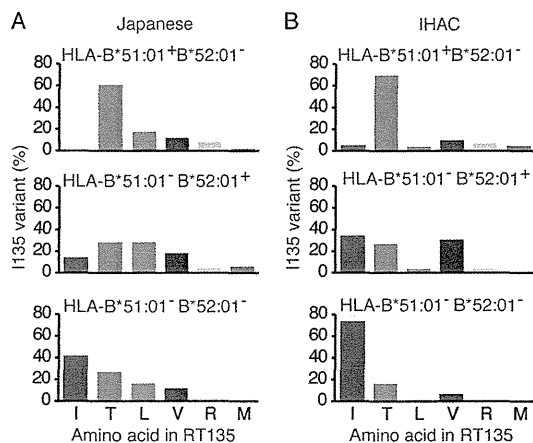 A
Japanese
HLA-B*51:01+B*52:01-
80
60
40
20
0
HLA-B*51:01- B*52:01+
80
60
40
20
0
HLA-B*51:01- B*52:01-
80
60
40
20
0
I135 variant (%)
I T L V R M
Amino acid in RT135
B
IHAC
HLA-B*51:01+B*52:01-
80
60
40
20
0
HLA-B*51:01- B*52:01+
80
60
40
20
0
HLA-B*51:01- B*52:01-
80
60
40
20
0
I135 variant (%)
I T L V R M
Amino acid in RT135